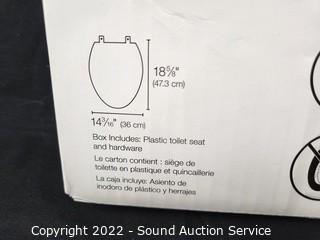 18⅝"
(47.3 cm)
14³⁄₁₆" (36 cm)
Box Includes: Plastic toilet seat
and hardware
Le carton contient : siège de
toilette en plastique et quincaillerie
La caja incluye: Asiento de
inodoro de plástico y herrajes
Copyright 2022 - Sound Auction Service